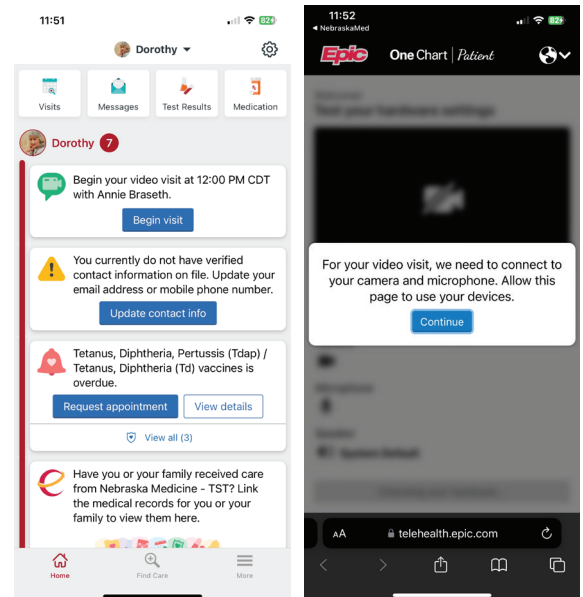 11:51
82
Dorothy
Visits
Messages
Test Results
Medication
Dorothy 7
Begin your video visit at 12:00 PM CDT
with Annie Braseth.
Begin visit
You currently do not have verified
contact information on file. Update your
email address or mobile phone number.
Update contact info
Tetanus, Diphtheria, Pertussis (Tdap) /
Tetanus, Diphtheria (Td) vaccines is
overdue.
Request appointment
View details
View all (3)
Have you or your family received care
from Nebraska Medicine - TST? Link
the medical records for you or your
family to view them here.
Home
Find Care
More
11:52
82
NebraskaMed
Epic
One Chart | Patient
Test your hardware settings
For your video visit, we need to connect to
your camera and microphone. Allow this
page to use your devices.
Continue
Microphone
Speaker
System Default
AA
telehealth.epic.com